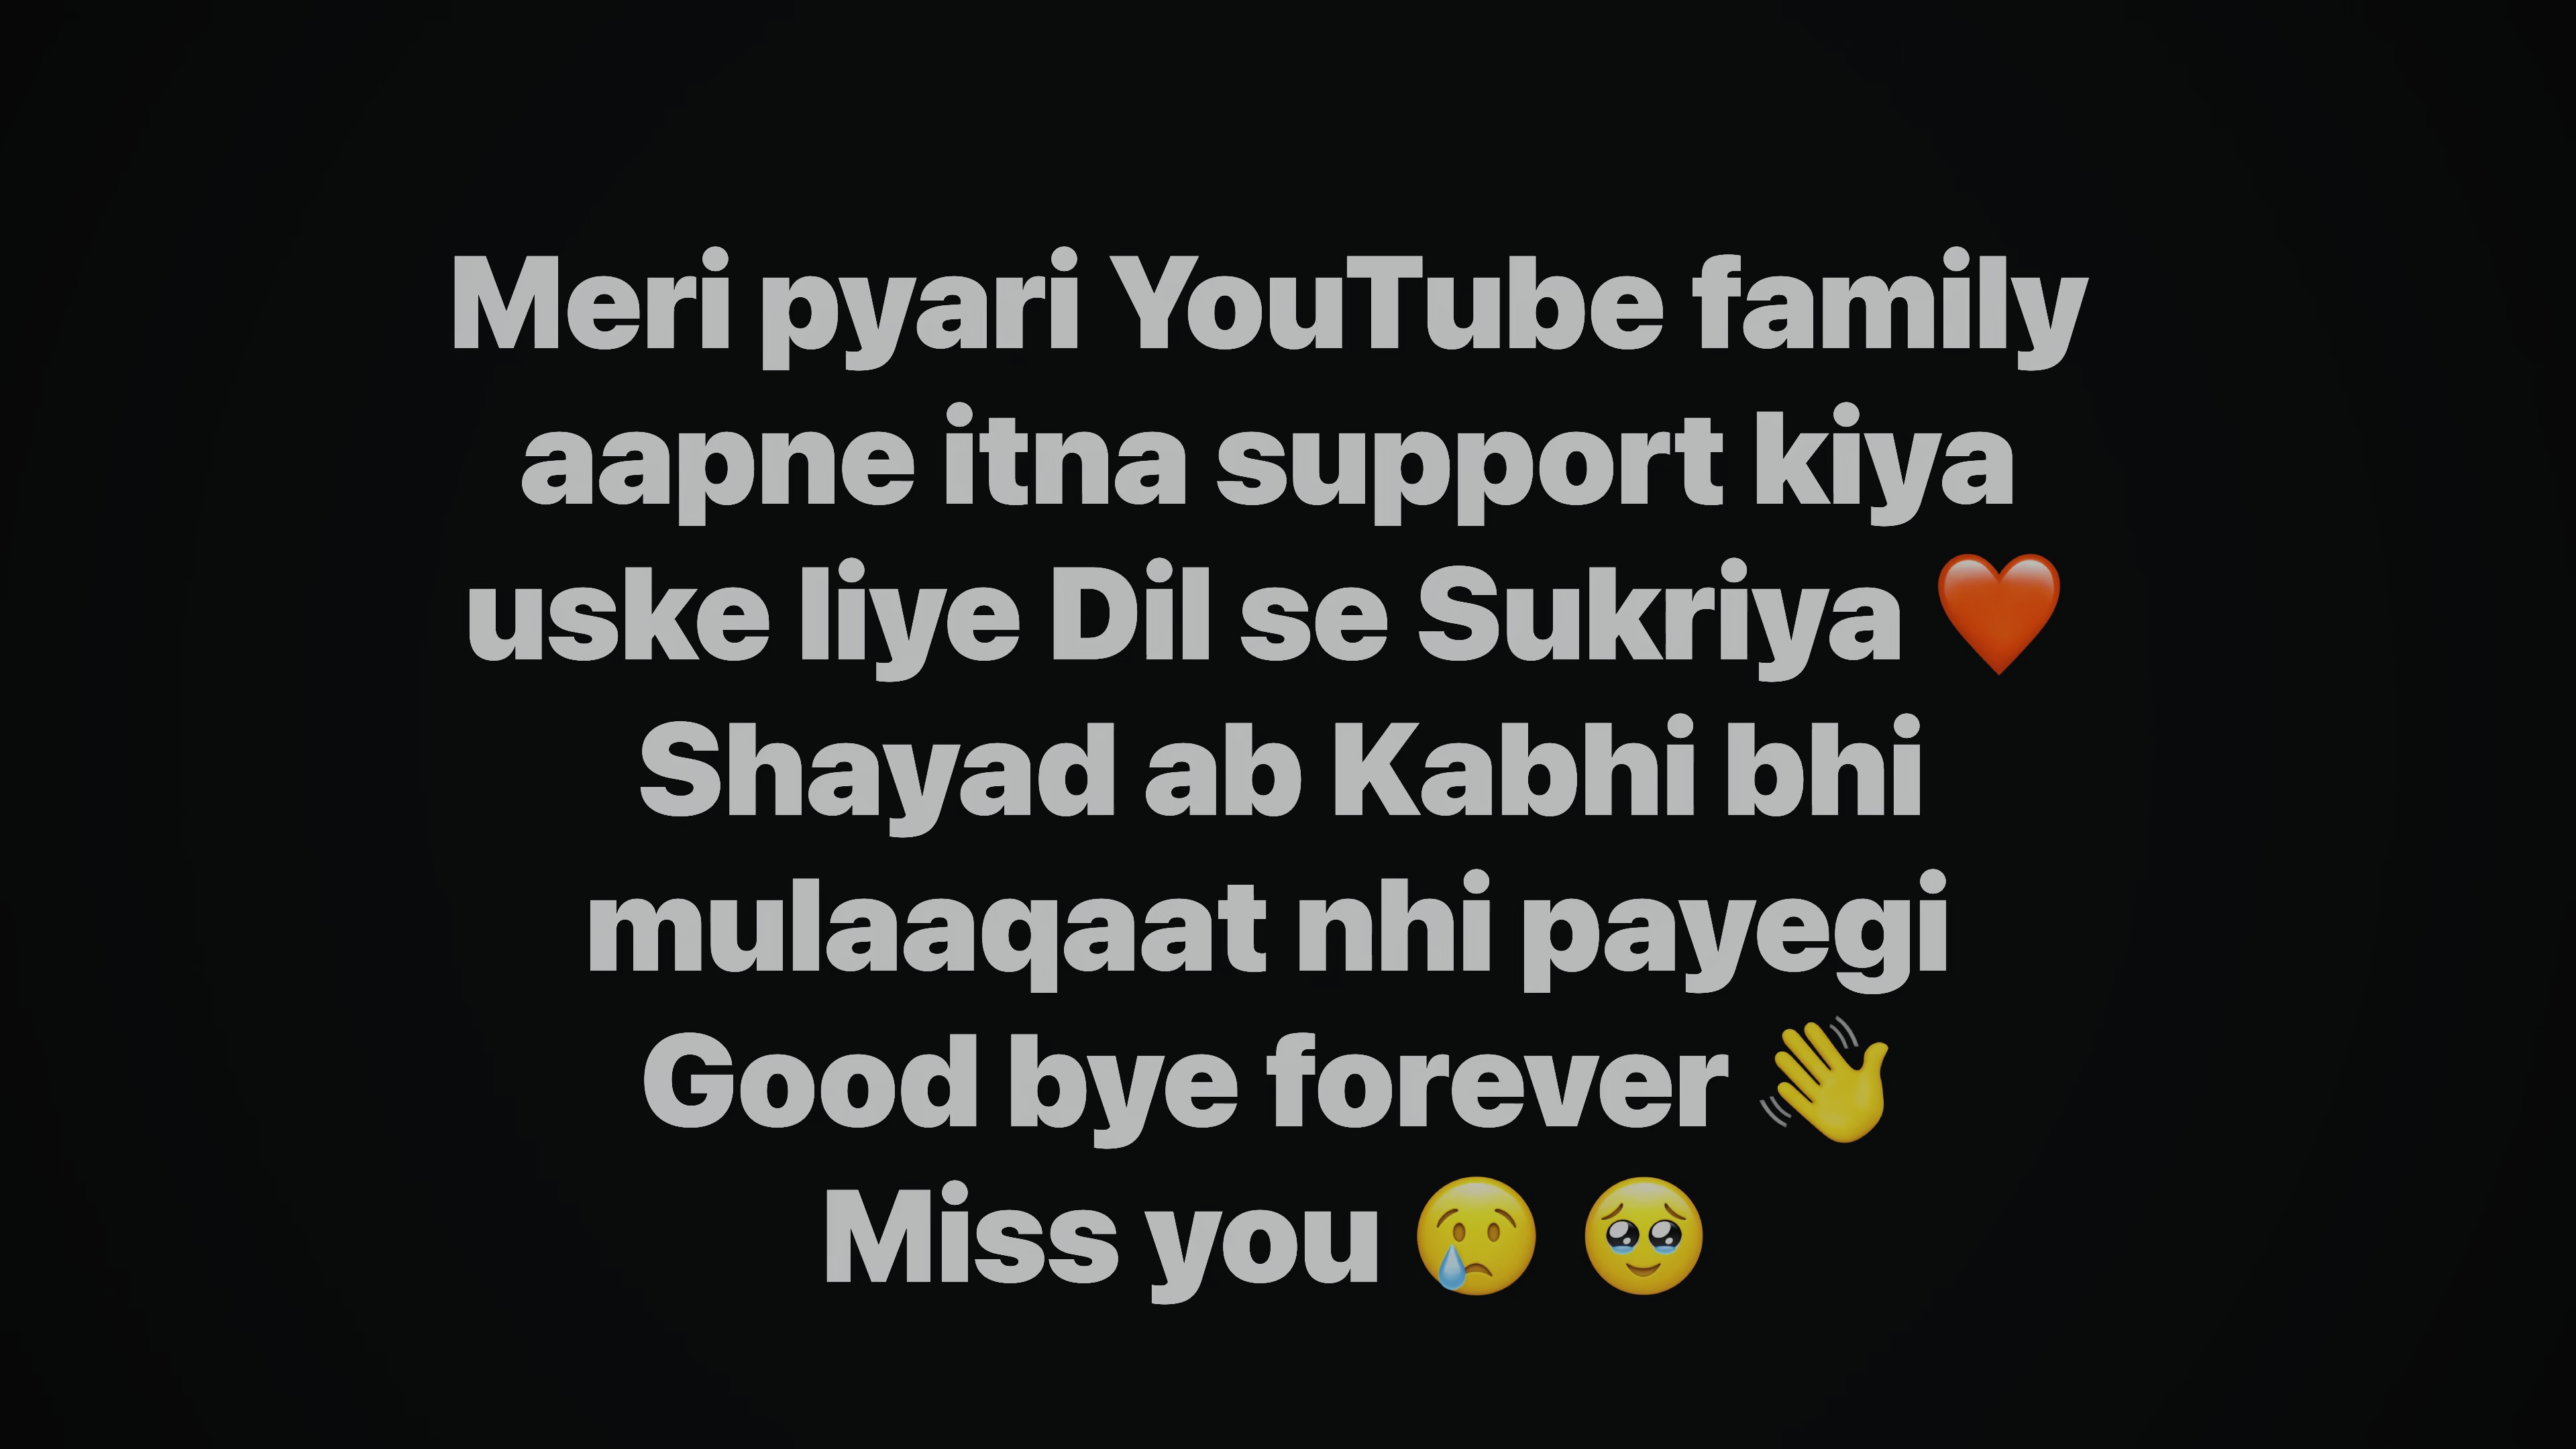 Meri pyari YouTube family
aapne itna support kiya
uske liye Dil se Sukriya ❤️
Shayad ab Kabhi bhi
mulaaqaat nhi payegi
Good bye forever 👋
Miss you 😢 🥹